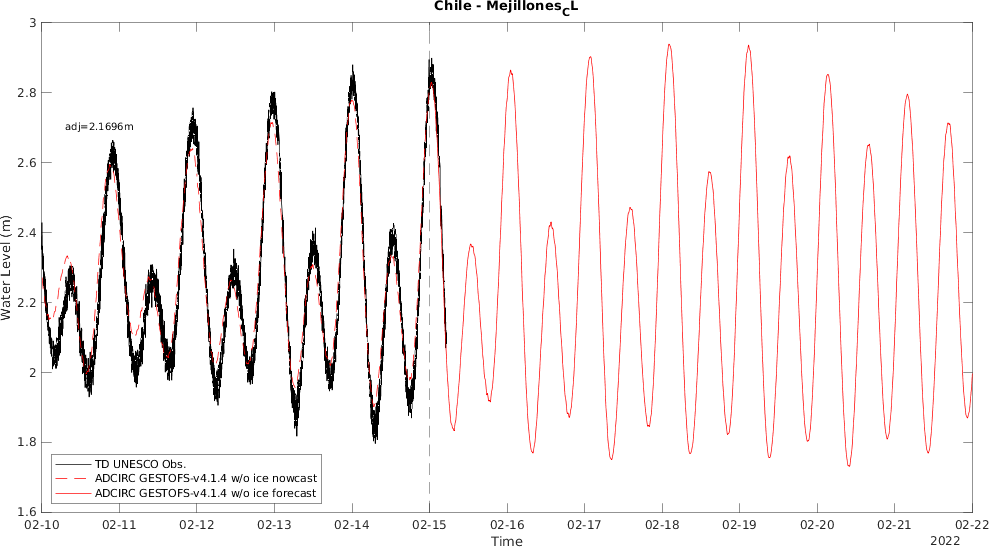 Chile - Mejillones_CL
3
2.8
2.6
2.4
2.2
2
1.8
1.6
Water Level (m)
adj=2.1696m
TD UNESCO Obs.
ADCIRC GESTOFS-v4.1.4 w/o ice nowcast
ADCIRC GESTOFS-v4.1.4 w/o ice forecast
02-10 02-11 02-12 02-13 02-14 02-15 02-16 02-17 02-18 02-19 02-20 02-21 02-22
Time
2022